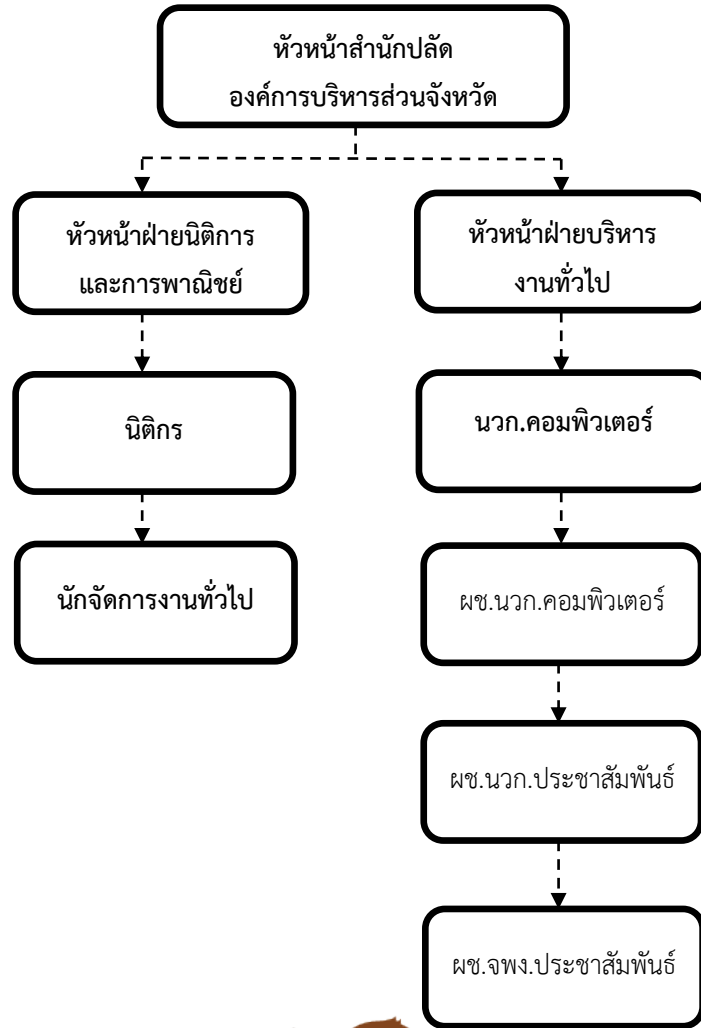 หัวหน้าสำนักปลัด
องค์การบริหารส่วนจังหวัด
หัวหน้าฝ่ายนิติการ
และการพาณิชย์
หัวหน้าฝ่ายบริหาร
งานทั่วไป
นิติกร
นวก.คอมพิวเตอร์
นักจัดการงานทั่วไป
ผช.นวก.คอมพิวเตอร์
ผช.นวก.ประชาสัมพันธ์
ผช.จพง.ประชาสัมพันธ์